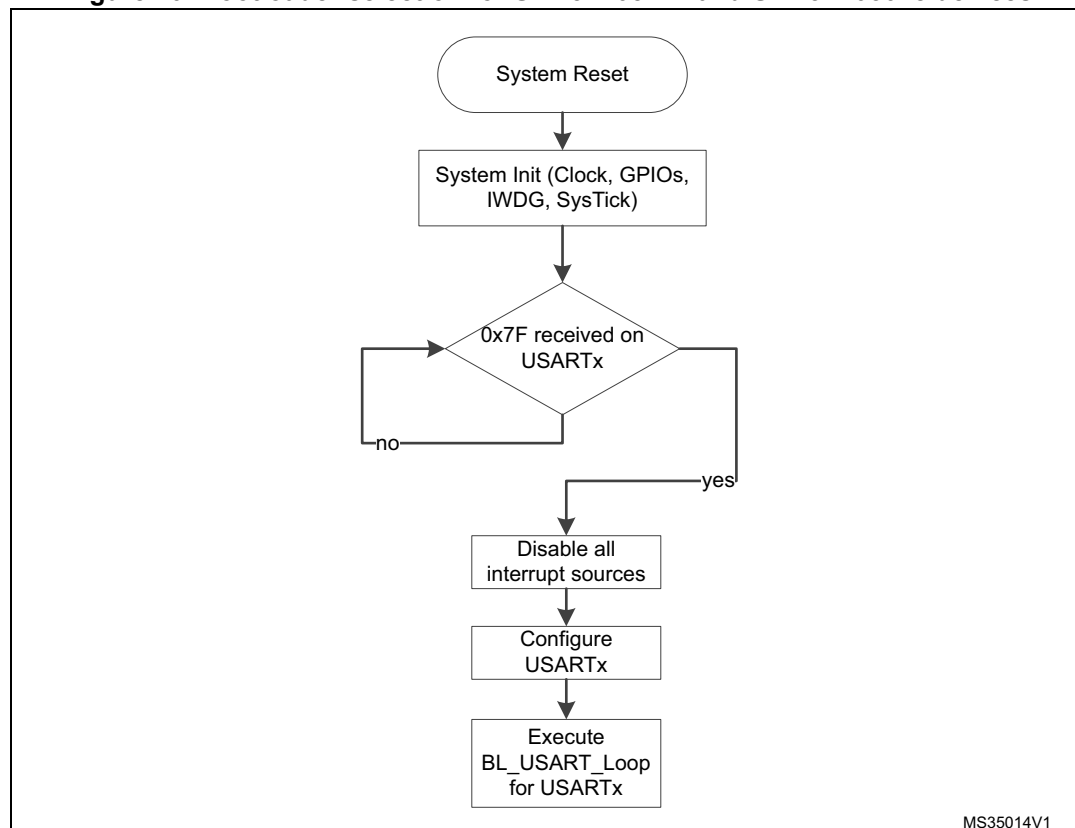 System Reset
System Init (Clock, GPIOs,
IWDG, SysTick)
0x7F received on
USARTx
no
yes
Disable all
interrupt sources
Configure
USARTx
Execute
BL_USART_Loop
for USARTx
MS35014V1